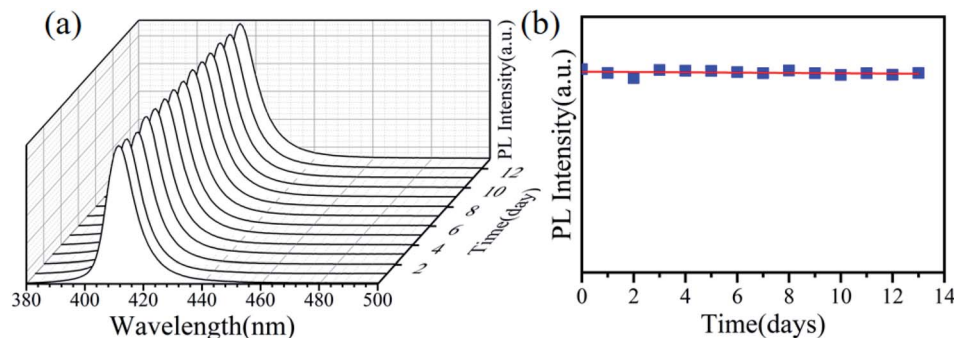 (a)
PL Intensity(a.u.)
12
10
8
6
4
2
Time(day)
380 400 420 440 460 480 500
Wavelength(nm)
(b)
PL Intensity(a.u.)
0 2 4 6 8 10 12 14
Time(days)